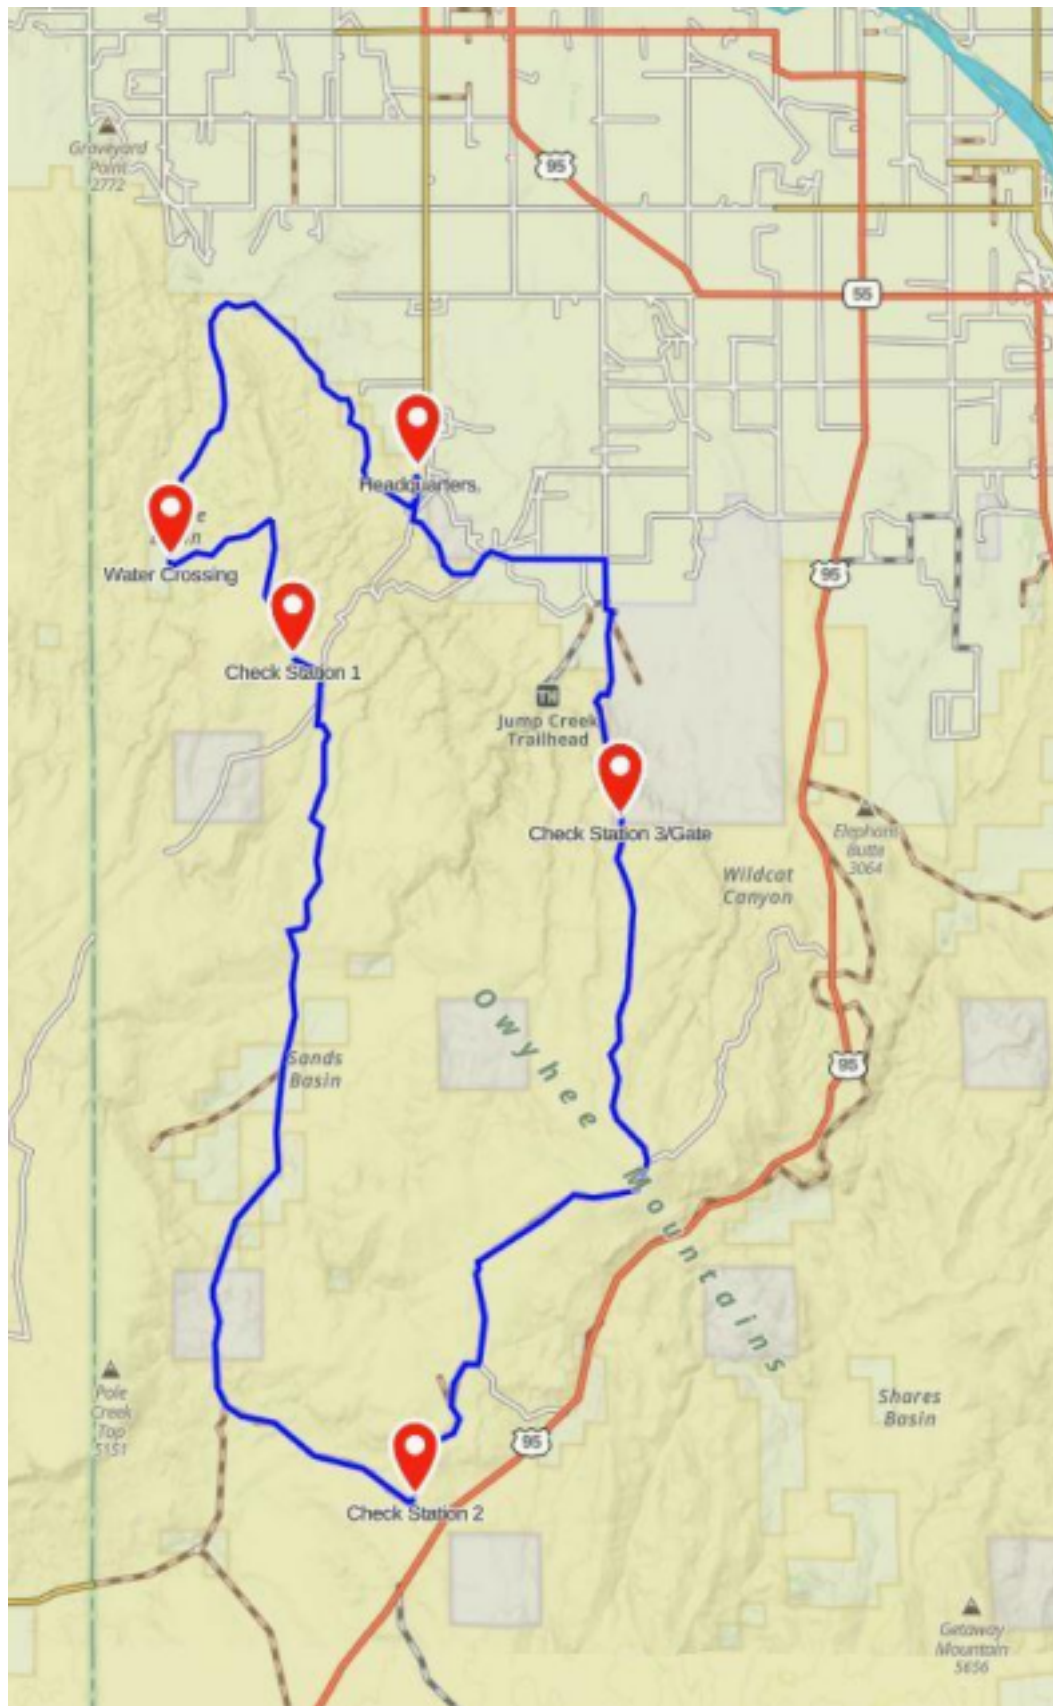 Graveyard
Point
2772
95
55
Headquarters.
Water Crossing
95
Check Station 1
TH
Jump Creek
Trailhead
Check Station 3/Gate
Elephant
Butte
3064
Wildcat
Canyon
Owyhee
Mountains
Sands
Basin
95
Pole
Creek
Top
5151
Shares
Basin
95
Check Station 2
Getaway
Mountain
5656